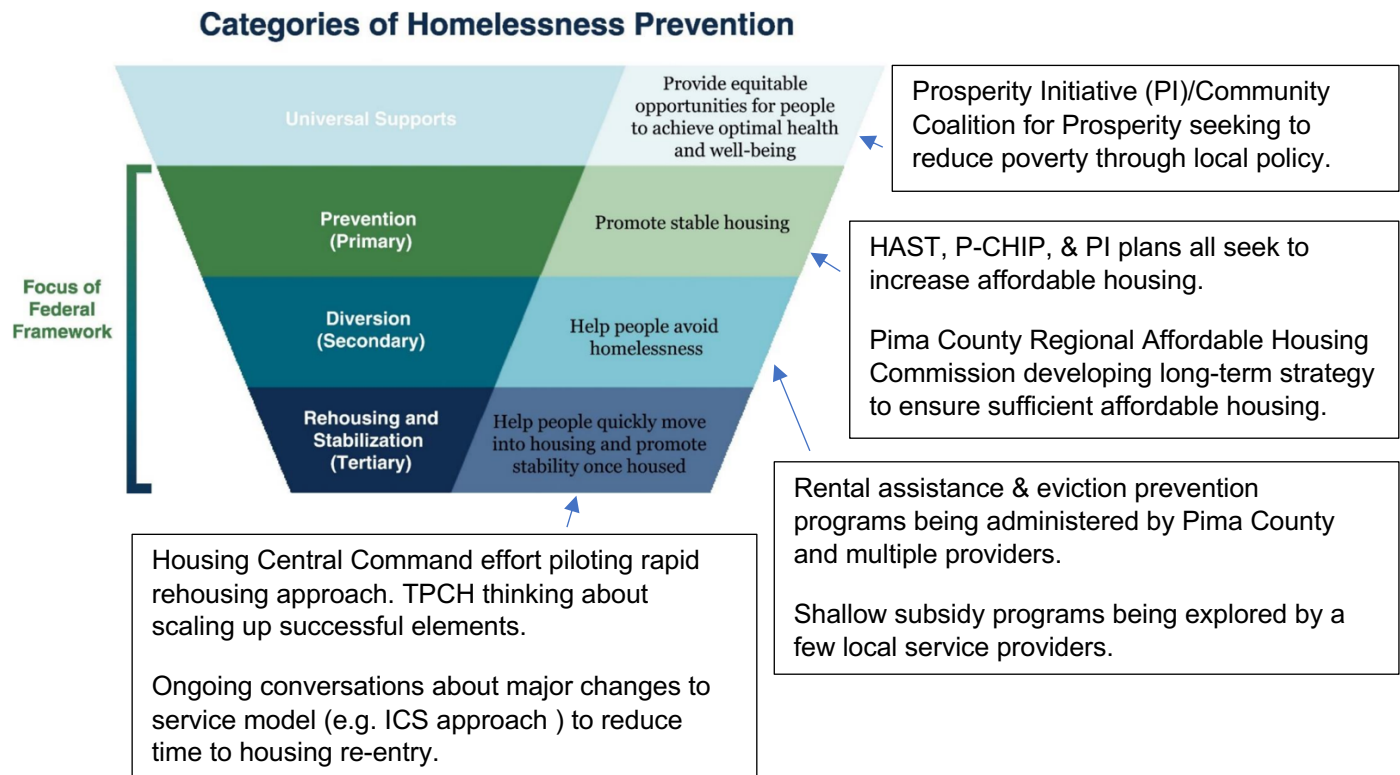 Categories of Homelessness Prevention
Universal Supports
Provide equitable
opportunities for people
to achieve optimal health
and well-being
Prosperity Initiative (PI)/Community
Coalition for Prosperity seeking to
reduce poverty through local policy.
Focus of
Federal
Framework
Prevention
(Primary)
Promote stable housing
HAST, P-CHIP, & PI plans all seek to
increase affordable housing.
Pima County Regional Affordable Housing
Commission developing long-term strategy
to ensure sufficient affordable housing.
Diversion
(Secondary)
Help people avoid
homelessness
Rental assistance & eviction prevention
programs being administered by Pima County
and multiple providers.
Shallow subsidy programs being explored by a
few local service providers.
Rehousing and
Stabilization
(Tertiary)
Help people quickly move
into housing and promote
stability once housed
Housing Central Command effort piloting rapid
rehousing approach. TPCH thinking about
scaling up successful elements.
Ongoing conversations about major changes to
service model (e.g. ICS approach ) to reduce
time to housing re-entry.